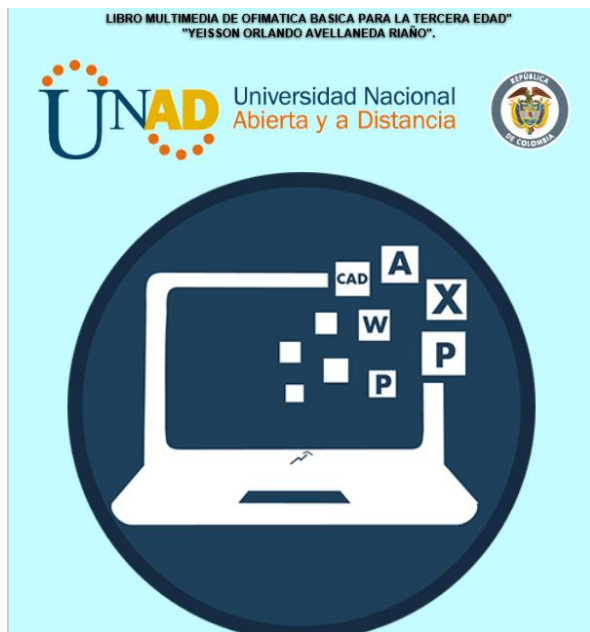 LIBRO MULTIMEDIA DE OFIMATICA BASICA PARA LA TERCERA EDAD"
"YEISSON ORLANDO AVELLANEDA RIAÑO".
UNAD
Universidad Nacional
Abierta y a Distancia
REPÚBLICA
DE COLOMBIA
CAD
A
X
W
P
P